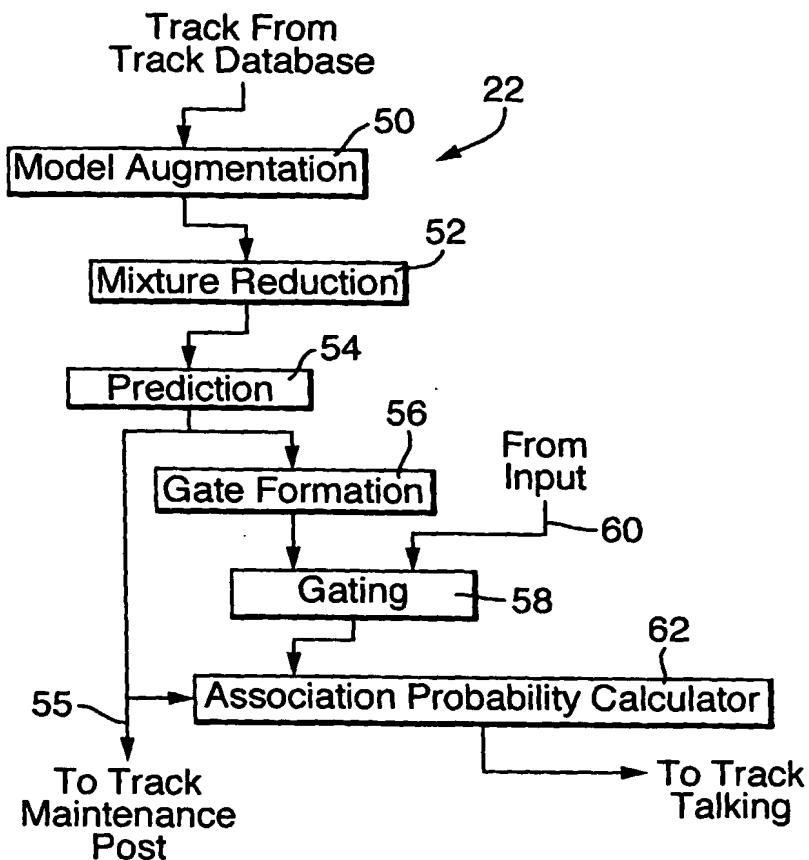 Track From
Track Database
22
50
Model Augmentation
52
Mixture Reduction
54
Prediction
56
From
Input
Gate Formation
60
Gating
58
62
Association Probability Calculator
55
To Track
Maintenance
Post
To Track
Talking